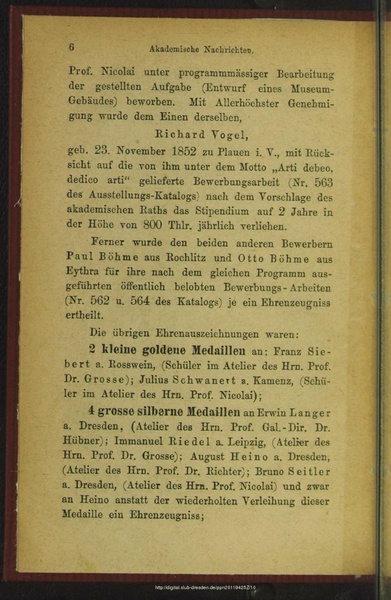 6 Akademische Nachrichten.
Prof. Nicolai unter programmmässiger Bearbeitung
der gestellten Aufgabe (Entwurf eines Museum-
Gebäudes) beworben. Mit Allerhöchster Genehmi-
gung wurde dem Einen derselben,
Richard Vogel,
geb. 23. November 1852 zu Plauen i. V., mit Rück-
sicht auf die von ihm unter dem Motto „Arti debeo,
dedico arti“ gelieferte Bewerbungsarbeit (Nr. 563
des Ausstellungs-Katalogs) nach dem Vorschlage des
akademischen Raths das Stipendium auf 2 Jahre in
der Höhe von 800 Thlr. jährlich verliehen.
Ferner wurde den beiden anderen Bewerbern
Paul Böhme aus Rochlitz und Otto Böhme aus
Eythra für ihre nach dem gleichen Programm aus-
geführten öffentlich belobten Bewerbungs-Arbeiten
(Nr. 562 u. 564 des Katalogs) je ein Ehrenzeugniss
ertheilt.
Die übrigen Ehrenauszeichnungen waren:
2 kleine goldene Medaillen an: Franz Sie-
bert a. Rosswein, (Schüler im Atelier des Hrn. Prof.
Dr. Grosse); Julius Schwanert a. Kamenz, (Schü-
ler im Atelier des Hrn. Prof. Nicolai);
4 grosse silberne Medaillen an Erwin Langer
a. Dresden, (Atelier des Hrn. Prof. Gal.-Dir. Dr.
Hübner); Immanuel Riedel a. Leipzig, (Atelier des
Hrn. Prof. Dr. Grosse); August Heino a. Dresden,
(Atelier des Hrn. Prof. Dr. Richter); Bruno Seitler
a. Dresden, (Atelier des Hrn. Prof. Nicolai) und zwar
an Heino anstatt der wiederholten Verleihung dieser
Medaille ein Ehrenzeugniss;
http://digital.slub-dresden.de/ppn20118425Z/10